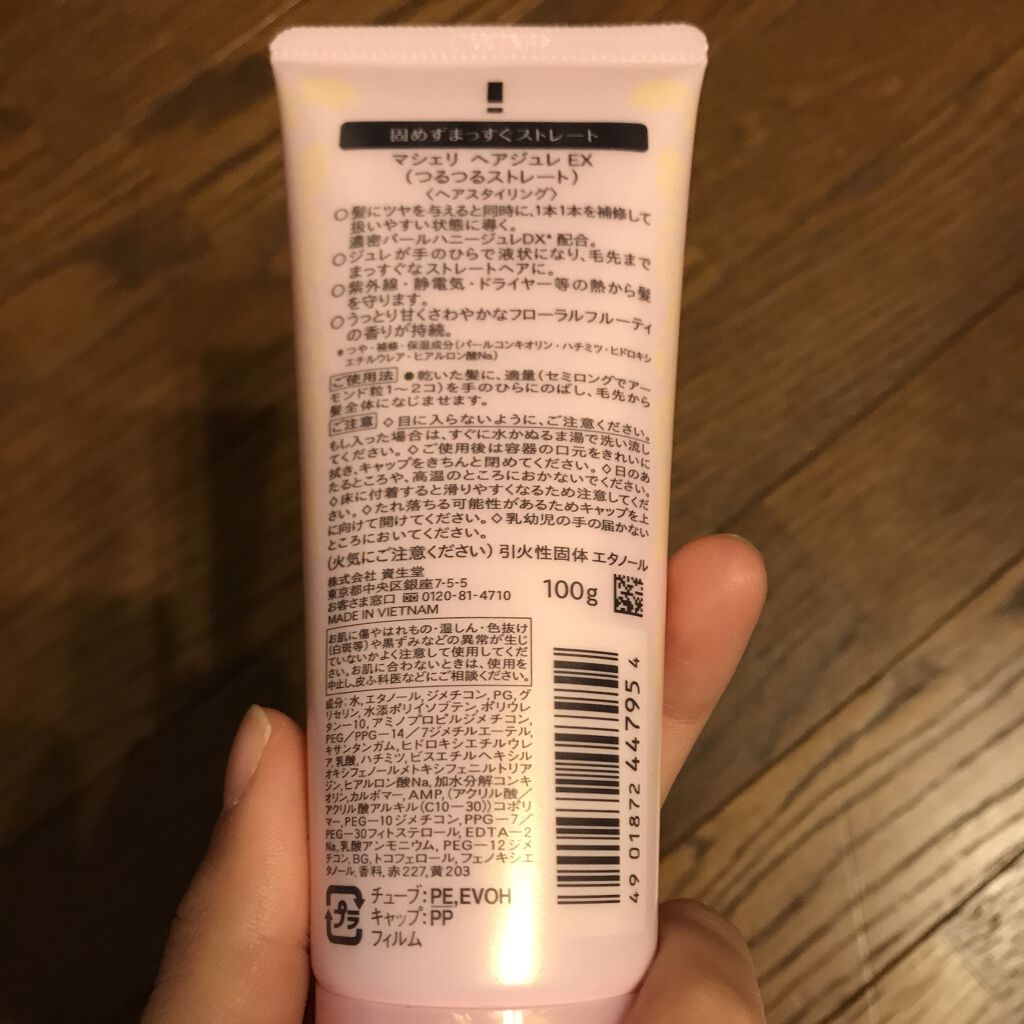 固めずまっすぐストレート
マシェリ ヘアジュレ EX
（つるつるストレート）
〈ヘアスタイリング〉
○髪にツヤを与えると同時に、1本1本を補修して
扱いやすい状態に導く。
濃密パールハニージュレDX* 配合。
○ジュレが手のひらで液状になり、毛先まで
まっすぐなストレートヘアに。
○紫外線・静電気・ドライヤー等の熱から髪
を守ります。
○うっとり甘くさわやかなフローラルフルーティ
の香りが持続。
*つや・補修・保湿成分（パールコンキオリン・ハチミツ・ヒドロキシ
エチルウレア・ヒアルロン酸Na）
ご使用法 ●乾いた髪に、適量（セミロングでアー
モンド粒1～2コ）を手のひらにのばし、毛先から
髪全体になじませます。
ご注意 ◇目に入らないように、ご注意ください。
もし入った場合は、すぐに水かぬるま湯で洗い流し
てください。◇ご使用後は容器の口元をきれいに
拭き、キャップをきちんと閉めてください。◇日のあ
たるところや、高温のところにおかないでください。
◇床に付着すると滑りやすくなるため注意してくだ
さい。◇たれ落ちる可能性があるためキャップを上
に向けて開けてください。◇乳幼児の手の届かない
ところにおいてください。
（火気にご注意ください）引火性固体 エタノール
株式会社 資生堂
東京都中央区銀座7-5-5
お客さま窓口 0120-81-4710
MADE IN VIETNAM
100g
お肌に傷やはれもの・湿しん・色抜け
（白斑等）や黒ずみなどの異常が生じ
ていないかよく注意して使用してくだ
さい。お肌に合わないときは、使用を
中止し、皮ふ科医などにご相談ください。
成分：水,エタノール,ジメチコン,PG,グ
リセリン,水添ポリイソブテン,ポリウレ
タン－10,アミノプロピルジメチコン,
PEG／PPG－14／7ジメチルエーテル,
キサンタンガム,ヒドロキシエチルウレ
ア,乳酸,ハチミツ,ビスエチルヘキシル
オキシフェノールメトキシフェニルトリア
ジン,ヒアルロン酸Na,加水分解コンキ
オリン,カルボマー,AMP,（アクリル酸／
アクリル酸アルキル（C10－30））コポリ
マー,PEG－10ジメチコン,PPG－7／
PEG－30フィトステロール,EDTA－2
Na,乳酸アンモニウム,PEG－12ジメ
チコン,BG,トコフェロール,フェノキシエ
タノール,香料,赤227,黄203
4 901872 447954
プラ
チューブ：PE,EVOH
キャップ：PP
フィルム